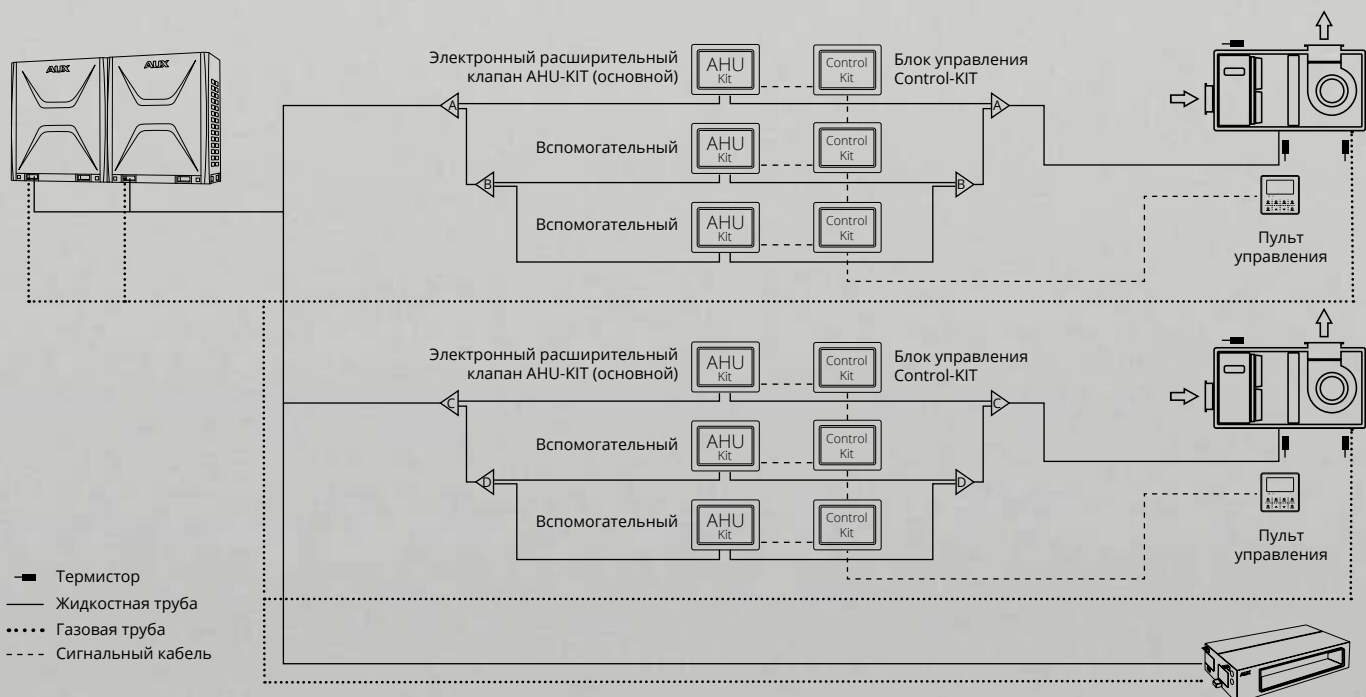 AUX
AUX
Электронный расширительный
клапан AHU-KIT (основной)
AHU
Kit
Control
Kit
Блок управления
Control-KIT
A
A
Вспомогательный
AHU
Kit
Control
Kit
B
B
Вспомогательный
AHU
Kit
Control
Kit
Пульт
управления
Электронный расширительный
клапан AHU-KIT (основной)
AHU
Kit
Control
Kit
Блок управления
Control-KIT
C
C
Вспомогательный
AHU
Kit
Control
Kit
D
D
Вспомогательный
AHU
Kit
Control
Kit
Пульт
управления
Термистор
Жидкостная труба
Газовая труба
Сигнальный кабель
AUX